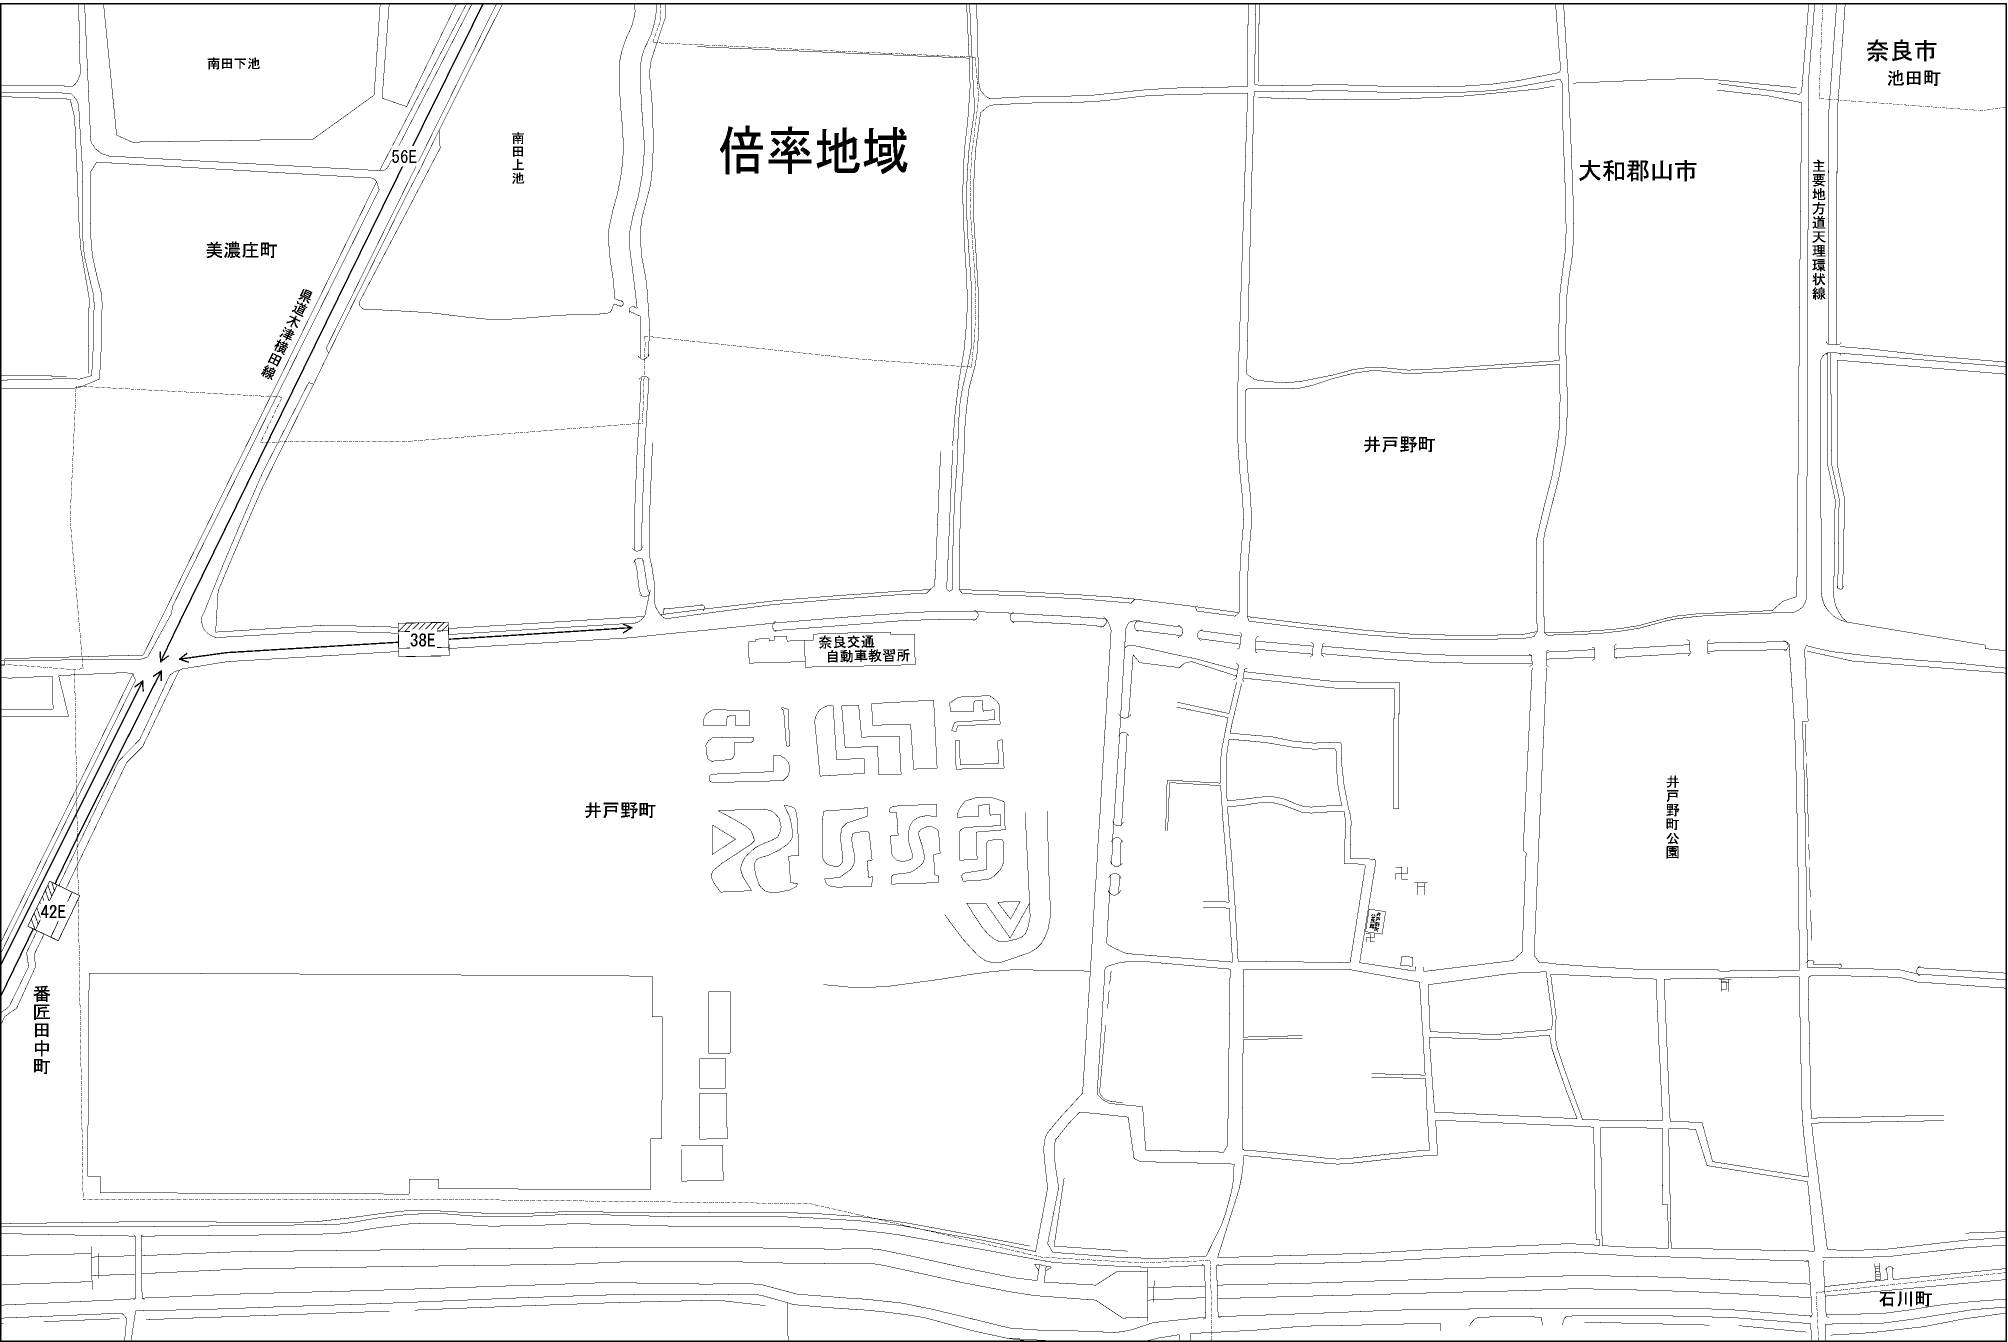 奈良市
池田町
南田下池
南田上池
56E
倍率地域
大和郡山市
主要地方道天理環状線
美濃庄町
県道木津横田線
井戸野町
38E
奈良交通
自動車教習所
井戸野町
井戸野町公園
42E
番匠田中町
石川町